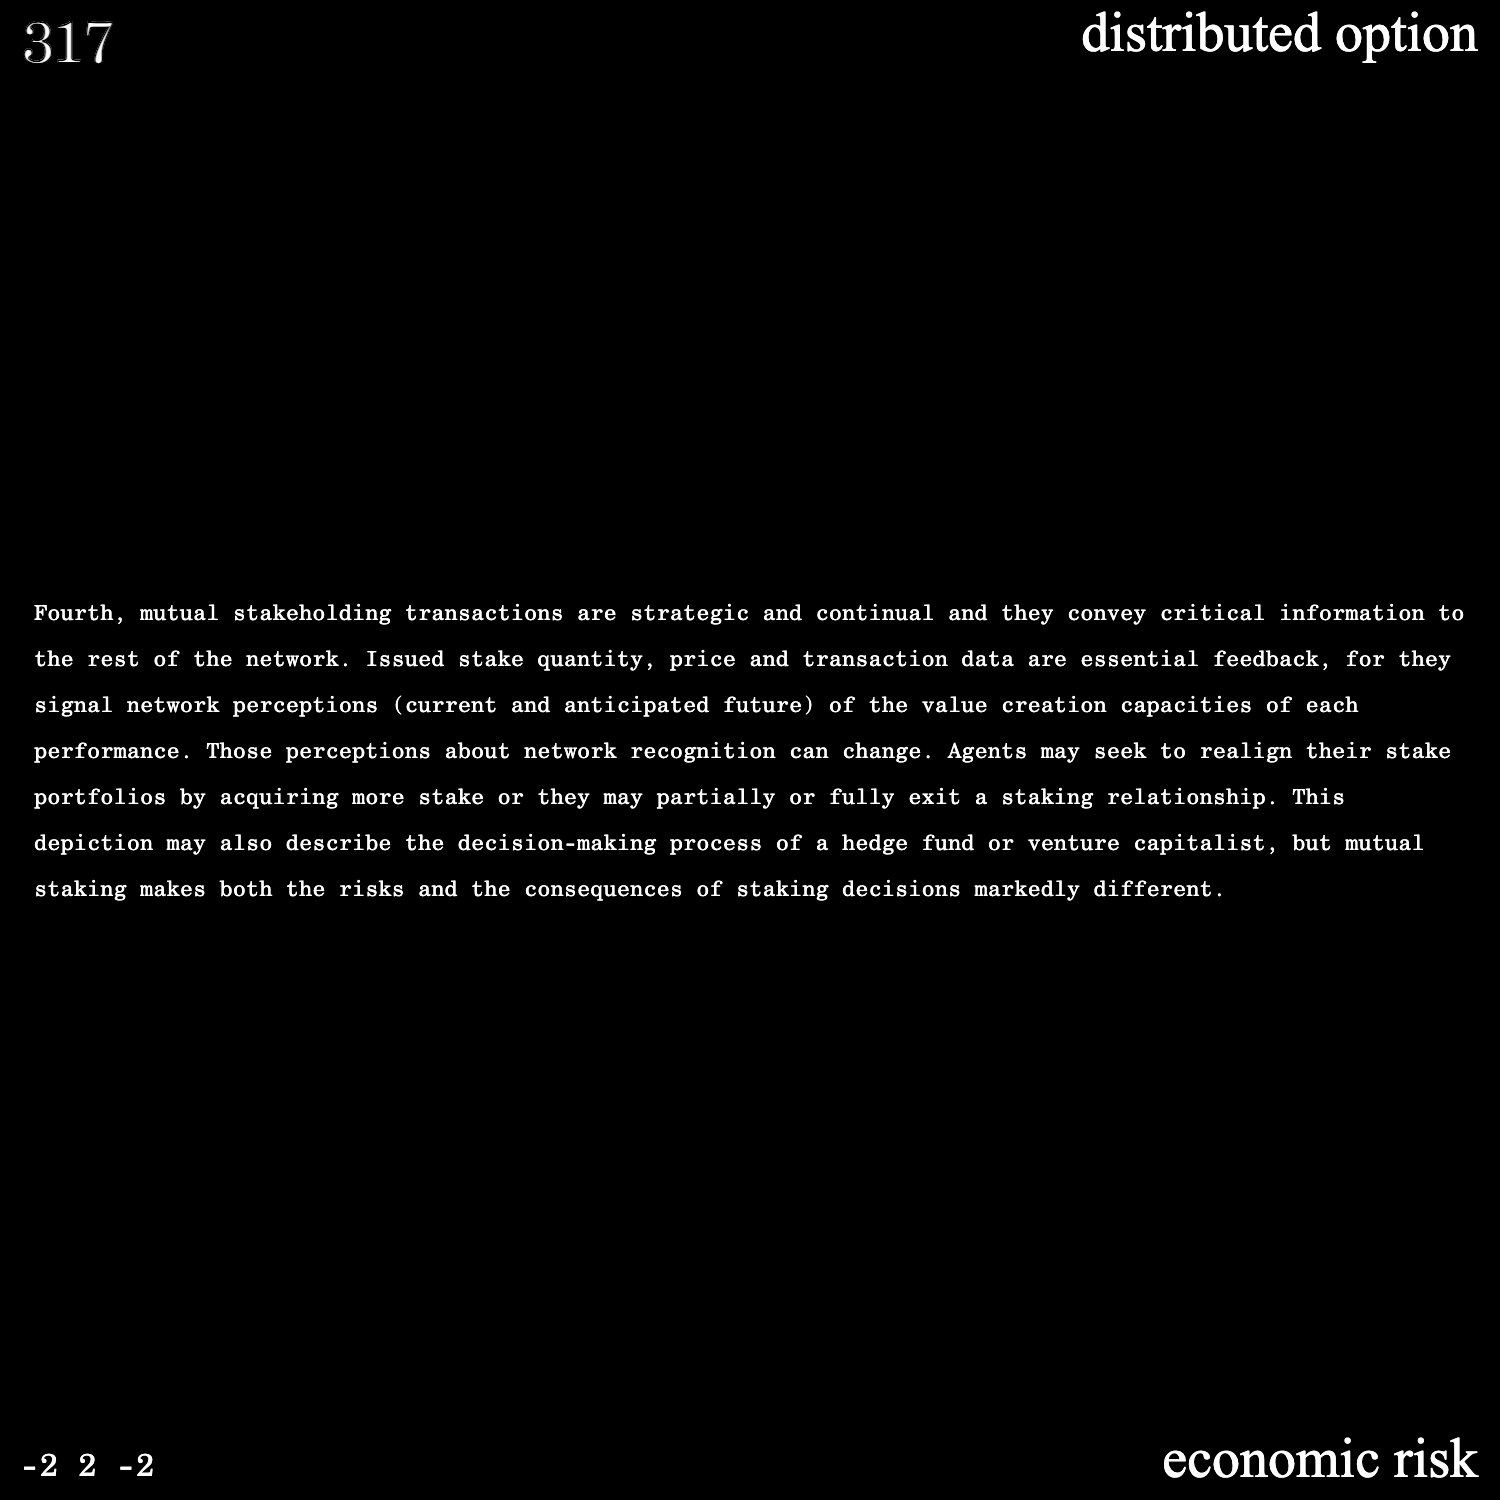 317
distributed option
Fourth, mutual stakeholding transactions are strategic and continual and they convey critical information to
the rest of the network. Issued stake quantity, price and transaction data are essential feedback, for they
signal network perceptions (current and anticipated future) of the value creation capacities of each
performance. Those perceptions about network recognition can change. Agents may seek to realign their stake
portfolios by acquiring more stake or they may partially or fully exit a staking relationship. This
depiction may also describe the decision-making process of a hedge fund or venture capitalist, but mutual
staking makes both the risks and the consequences of staking decisions markedly different.
-2 2 -2
economic risk